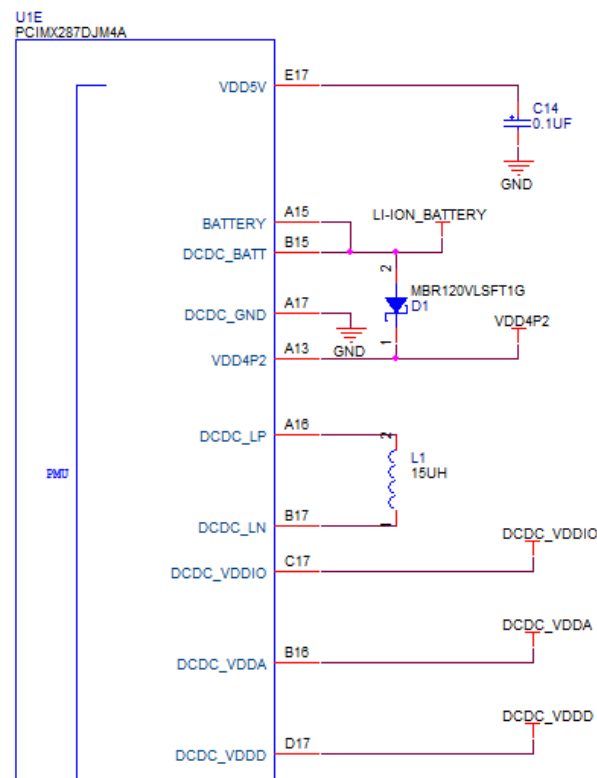 U1E
PCIMX287DJM4A
VDD5V
E17
C14
0.1UF
GND
BATTERY
A15
LI-ION_BATTERY
DCDC_BATT
B15
2
MBR120VLSFT1G
D1
DCDC_GND
A17
GND
VDD4P2
1
VDD4P2
A13
DCDC_LP
A16
2
L1
15UH
PMU
DCDC_LN
B17
1
DCDC_VDDIO
DCDC_VDDIO
C17
DCDC_VDDA
DCDC_VDDA
B16
DCDC_VDDD
DCDC_VDDD
D17